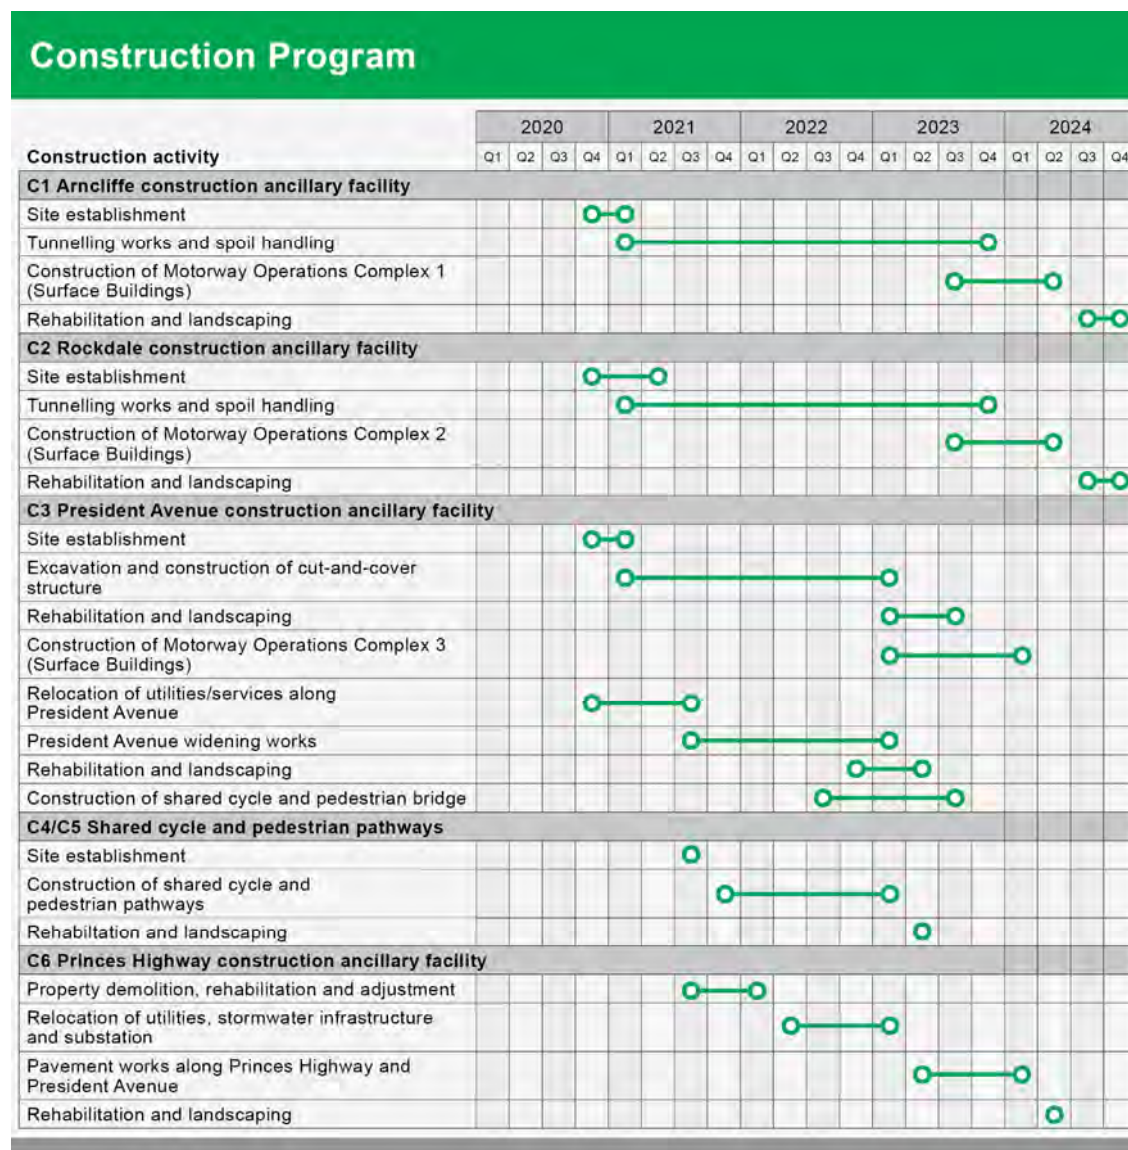 Construction Program
2020 2021 2022 2023 2024
Construction activity Q1 Q2 Q3 Q4 Q1 Q2 Q3 Q4 Q1 Q2 Q3 Q4 Q1 Q2 Q3 Q4 Q1 Q2 Q3 Q4
C1 Arncliffe construction ancillary facility
Site establishment
Tunnelling works and spoil handling
Construction of Motorway Operations Complex 1
(Surface Buildings)
Rehabilitation and landscaping
C2 Rockdale construction ancillary facility
Site establishment
Tunnelling works and spoil handling
Construction of Motorway Operations Complex 2
(Surface Buildings)
Rehabilitation and landscaping
C3 President Avenue construction ancillary facility
Site establishment
Excavation and construction of cut-and-cover
structure
Rehabilitation and landscaping
Construction of Motorway Operations Complex 3
(Surface Buildings)
Relocation of utilities/services along
President Avenue
President Avenue widening works
Rehabilitation and landscaping
Construction of shared cycle and pedestrian bridge
C4/C5 Shared cycle and pedestrian pathways
Site establishment
Construction of shared cycle and
pedestrian pathways
Rehabiltation and landscaping
C6 Princes Highway construction ancillary facility
Property demolition, rehabilitation and adjustment
Relocation of utilities, stormwater infrastructure
and substation
Pavement works along Princes Highway and
President Avenue
Rehabilitation and landscaping